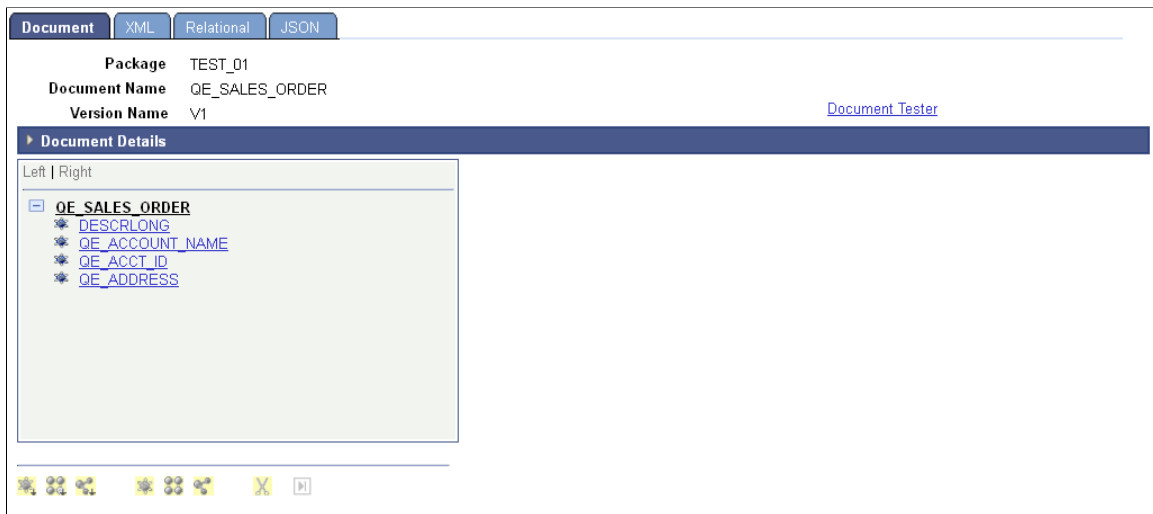 Document XML Relational JSON
Package TEST_01
Document Name QE_SALES_ORDER
Version Name V1 Document Tester
Document Details
Left | Right
QE_SALES_ORDER
DESCRLONG
QE_ACCOUNT_NAME
QE_ACCT_ID
QE_ADDRESS